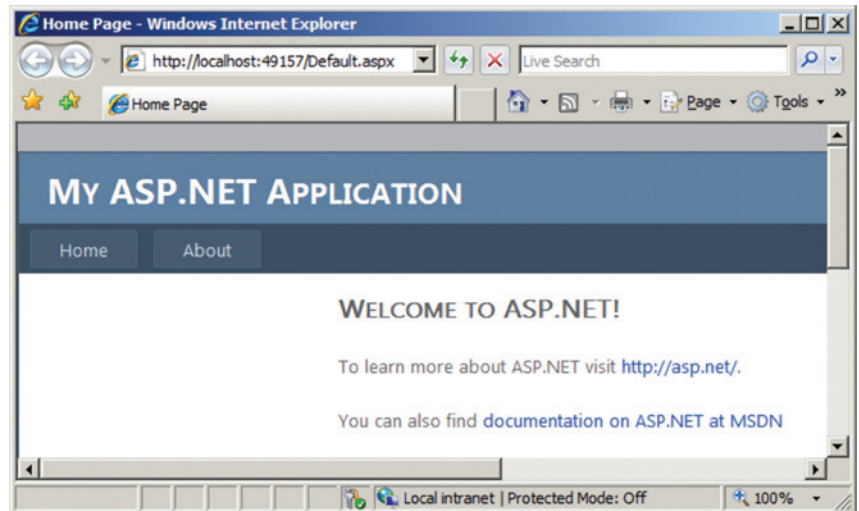 Home Page - Windows Internet Explorer
http://localhost:49157/Default.aspx
Live Search
Home Page
Page
Tools
»
MY ASP.NET APPLICATION
Home
About
WELCOME TO ASP.NET!
To learn more about ASP.NET visit http://asp.net/.
You can also find documentation on ASP.NET at MSDN
Local intranet | Protected Mode: Off
100%